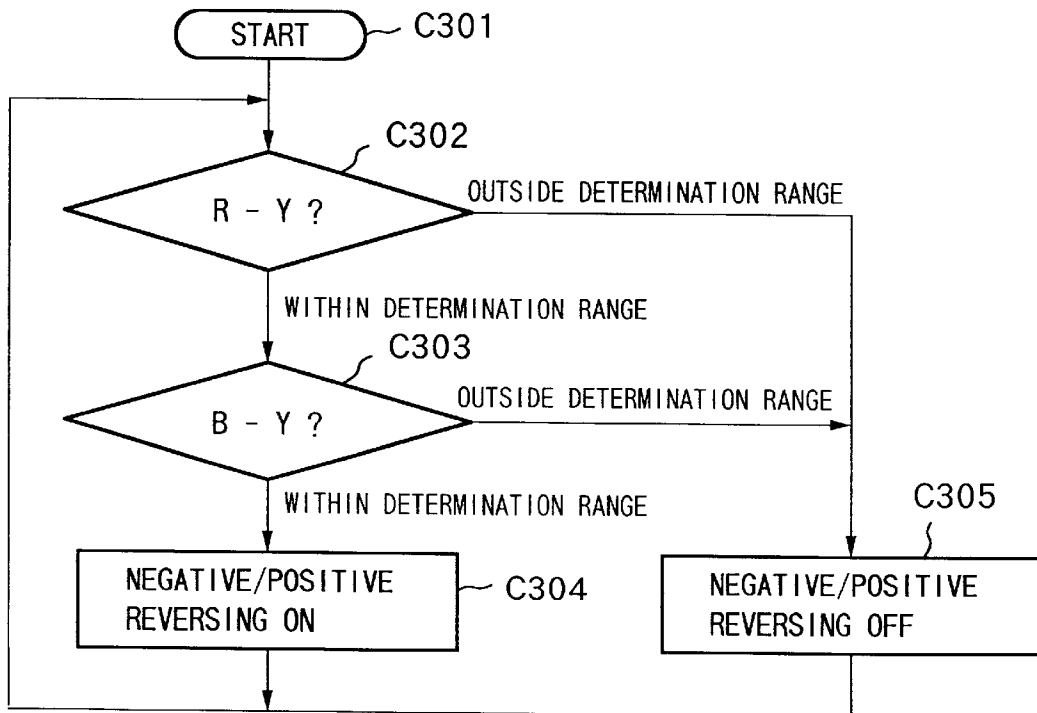 START
C301
C302
R - Y ?
OUTSIDE DETERMINATION RANGE
WITHIN DETERMINATION RANGE
C303
B - Y ?
OUTSIDE DETERMINATION RANGE
WITHIN DETERMINATION RANGE
C305
NEGATIVE/POSITIVE
REVERSING ON
C304
NEGATIVE/POSITIVE
REVERSING OFF